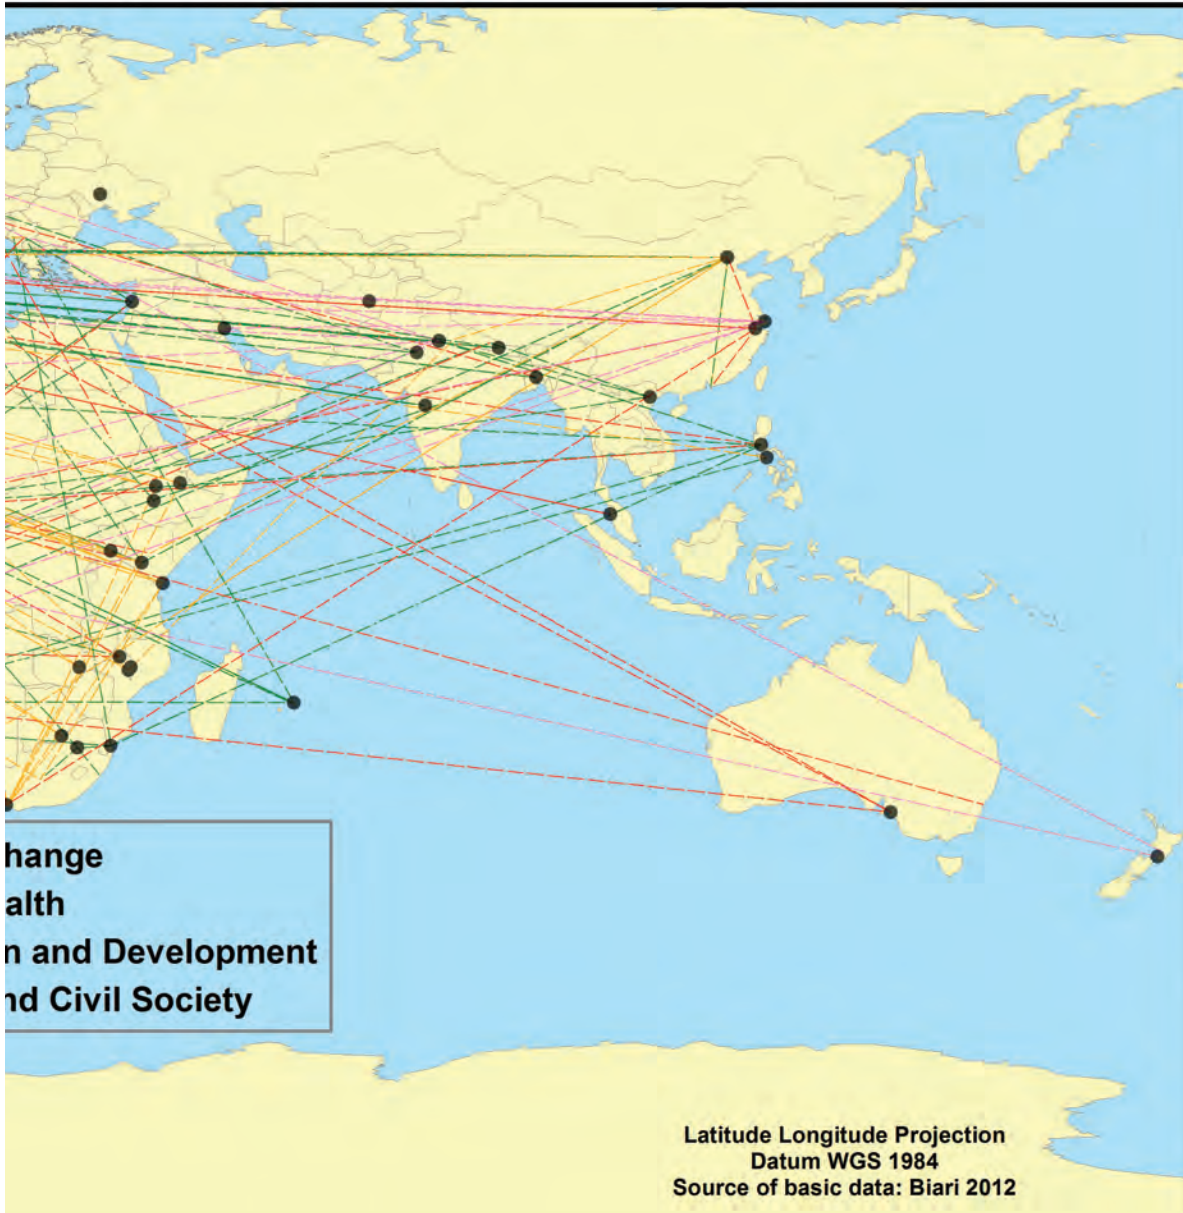 hange
alth
n and Development
nd Civil Society
Latitude Longitude Projection
Datum WGS 1984
Source of basic data: Biari 2012